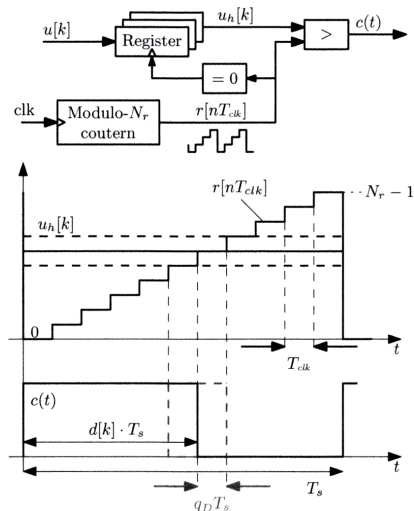 u[k]
Register
u_h[k]
>
c(t)
= 0
clk
Modulo-N_r
coutern
r[nT_clk]
r[nT_clk]
N_r − 1
u_h[k]
0
T_clk
t
c(t)
d[k] · T_s
t
T_s
q_D T_s